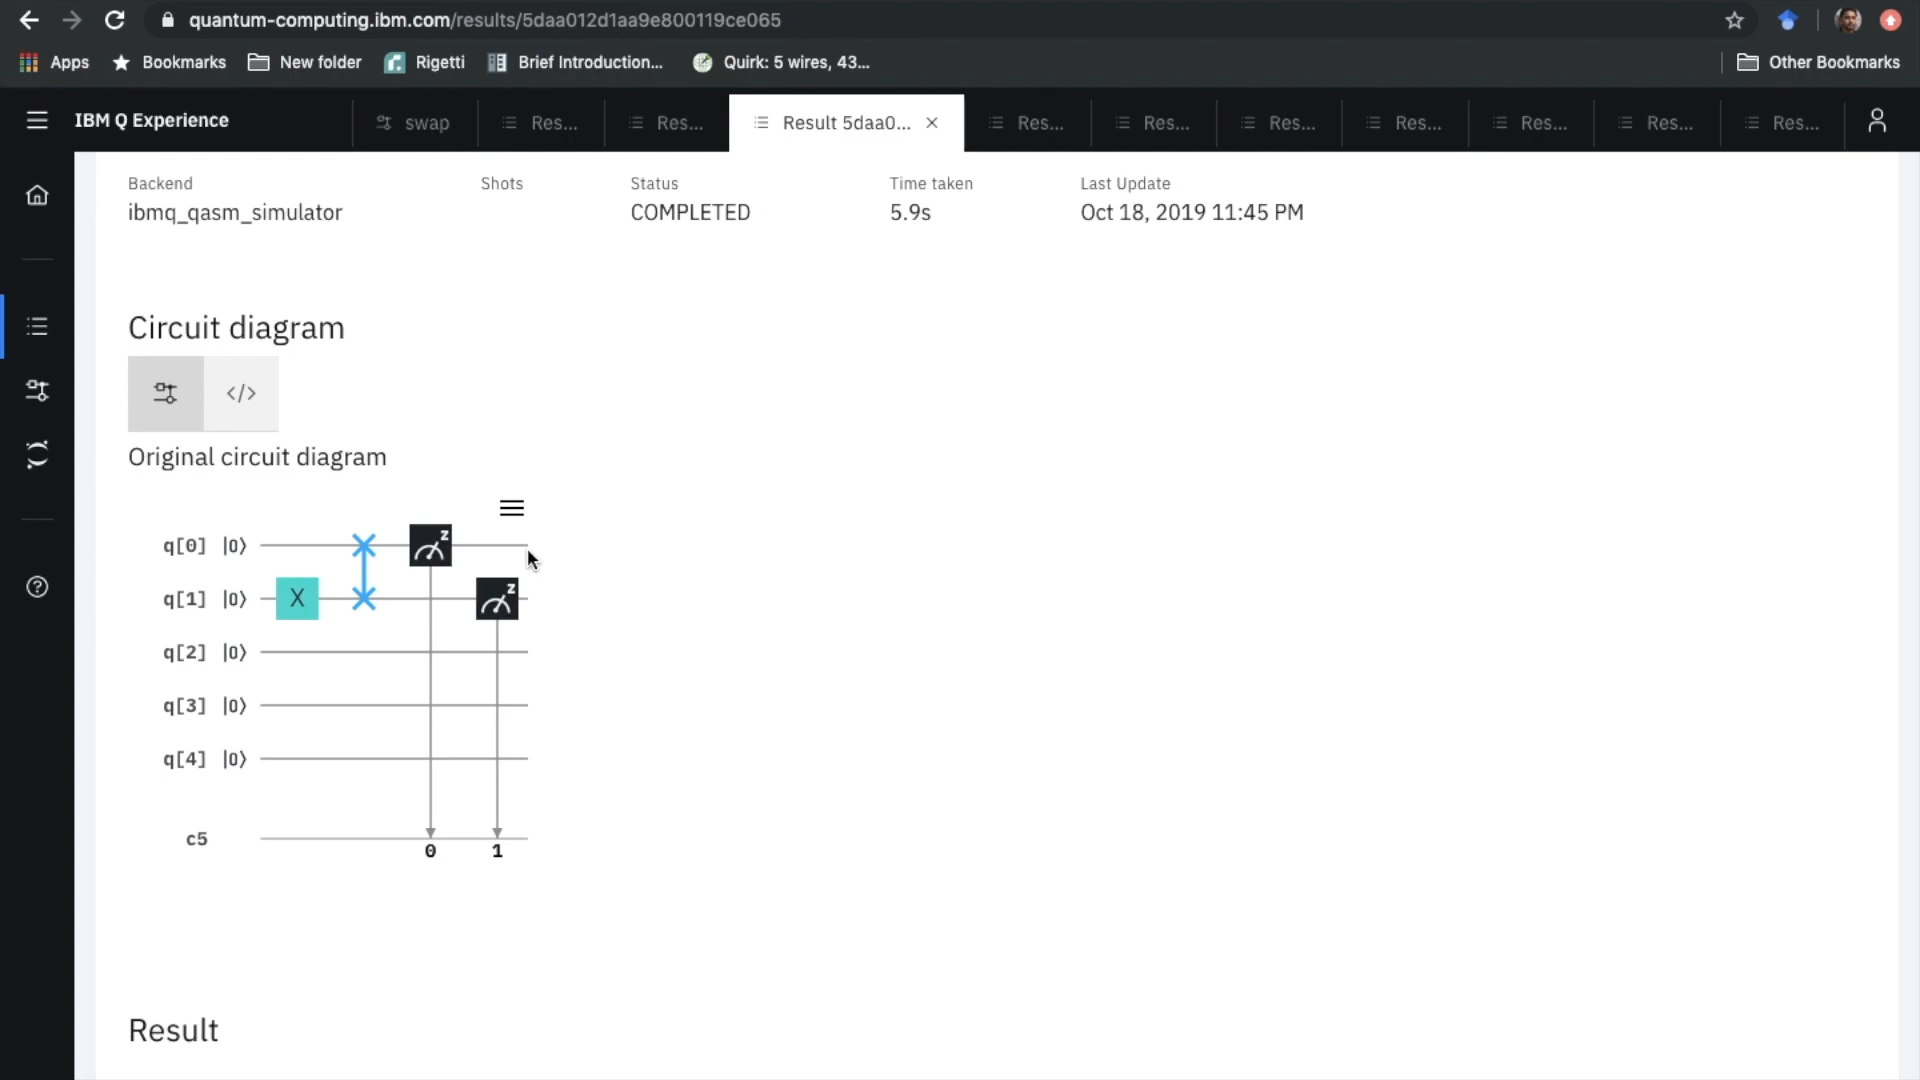 quantum-computing.ibm.com/results/5daa012d1aa9e800119ce065
Apps Bookmarks New folder Rigetti Brief Introduction... Quirk: 5 wires, 43... Other Bookmarks
IBM Q Experience swap Res... Res... Result 5daa0... Res... Res... Res... Res... Res... Res... Res...
Backend Shots Status Time taken Last Update
ibmq_qasm_simulator COMPLETED 5.9s Oct 18, 2019 11:45 PM
Circuit diagram
</>
Original circuit diagram
q[0] |0⟩ z
q[1] |0⟩ X z
q[2] |0⟩
q[3] |0⟩
q[4] |0⟩
c5
0 1
Result